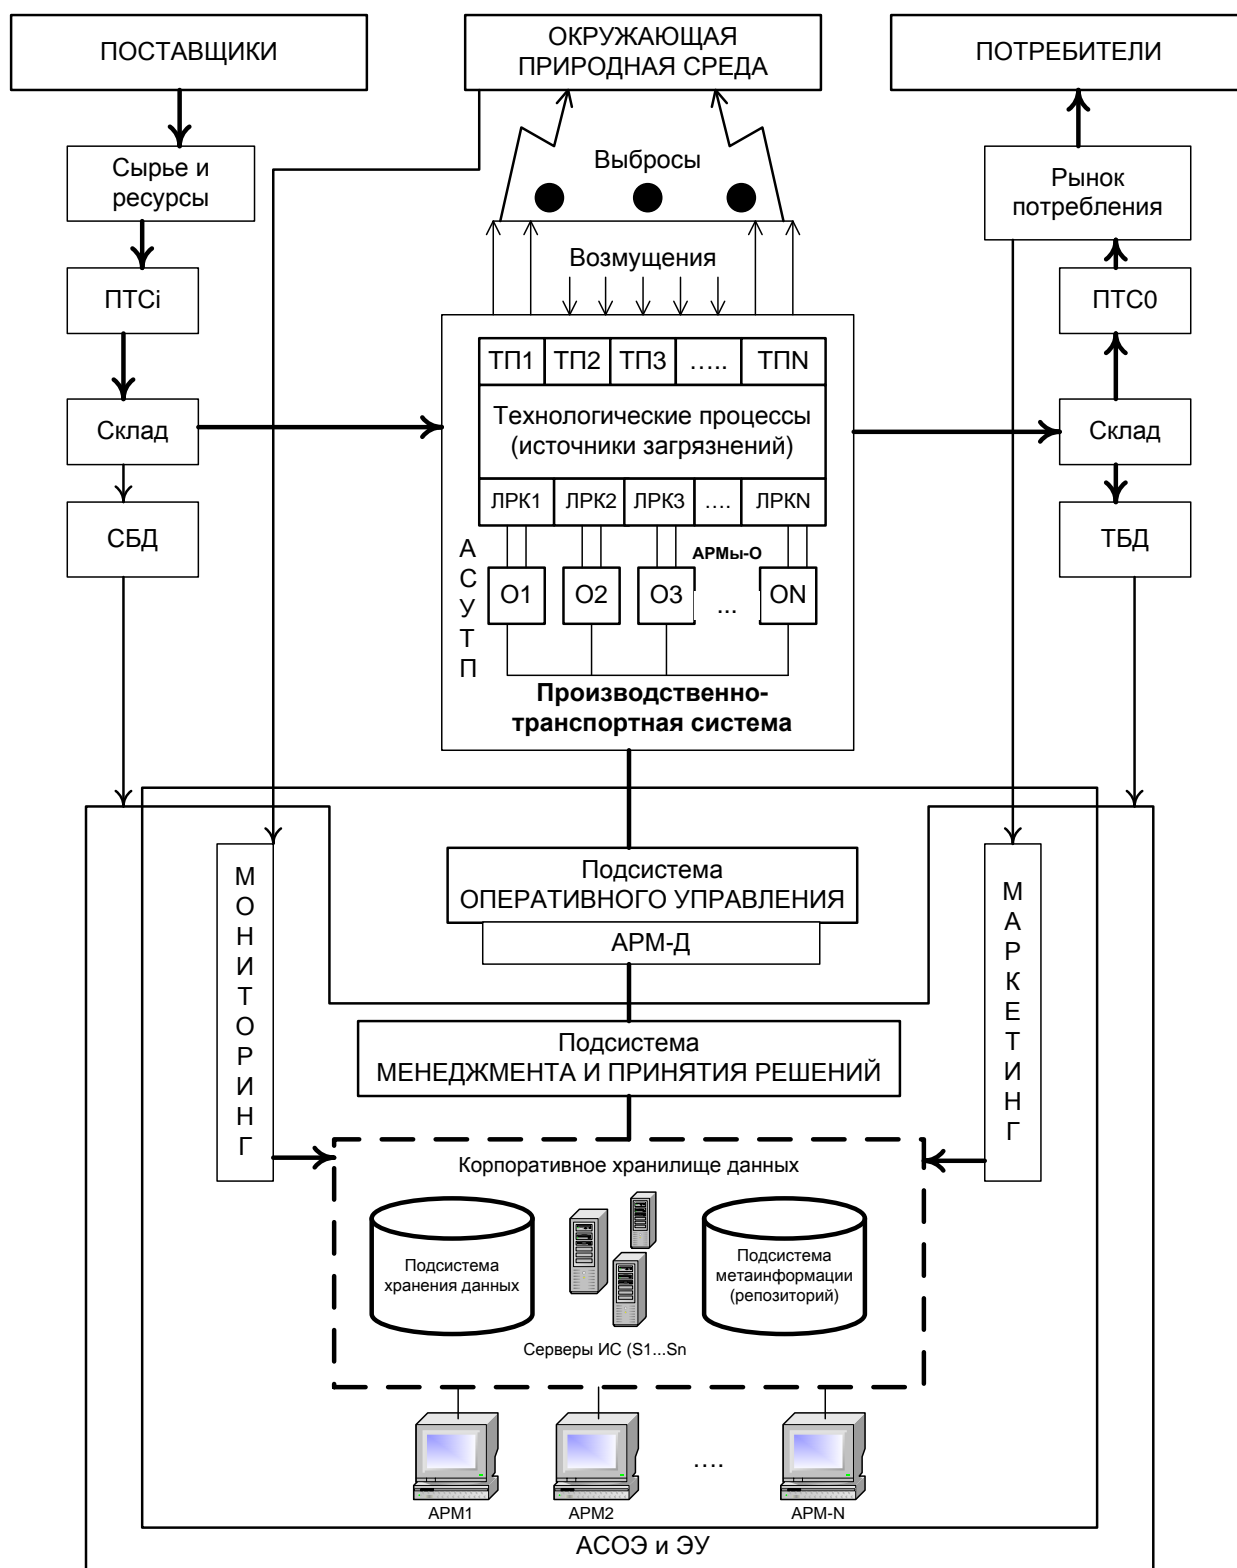 ПОСТАВЩИКИ
ОКРУЖАЮЩАЯ
ПРИРОДНАЯ СРЕДА
ПОТРЕБИТЕЛИ
Сырье и
ресурсы
Выбросы
Рынок
потребления
Возмущения
ПТСi
ПТС0
ТП1 ТП2 ТП3 ..... ТПN
Технологические процессы
(источники загрязнений)
Склад
Склад
ЛРК1 ЛРК2 ЛРК3 .... ЛРКN
СБД
ТБД
А
С
У
Т
П
АРМы-О
О1 О2 О3 ... ОN
Производственно-
транспортная система
Подсистема
ОПЕРАТИВНОГО УПРАВЛЕНИЯ
АРМ-Д
М
О
Н
И
Т
О
Р
И
Н
Г
М
А
Р
К
Е
Т
И
Н
Г
Подсистема
МЕНЕДЖМЕНТА И ПРИНЯТИЯ РЕШЕНИЙ
Корпоративное хранилище данных
Подсистема
хранения данных
Подсистема
метаинформации
(репозиторий)
Серверы ИС (S1...Sn
....
АРМ1 АРМ2 АРМ-N
АСОЭ и ЭУ